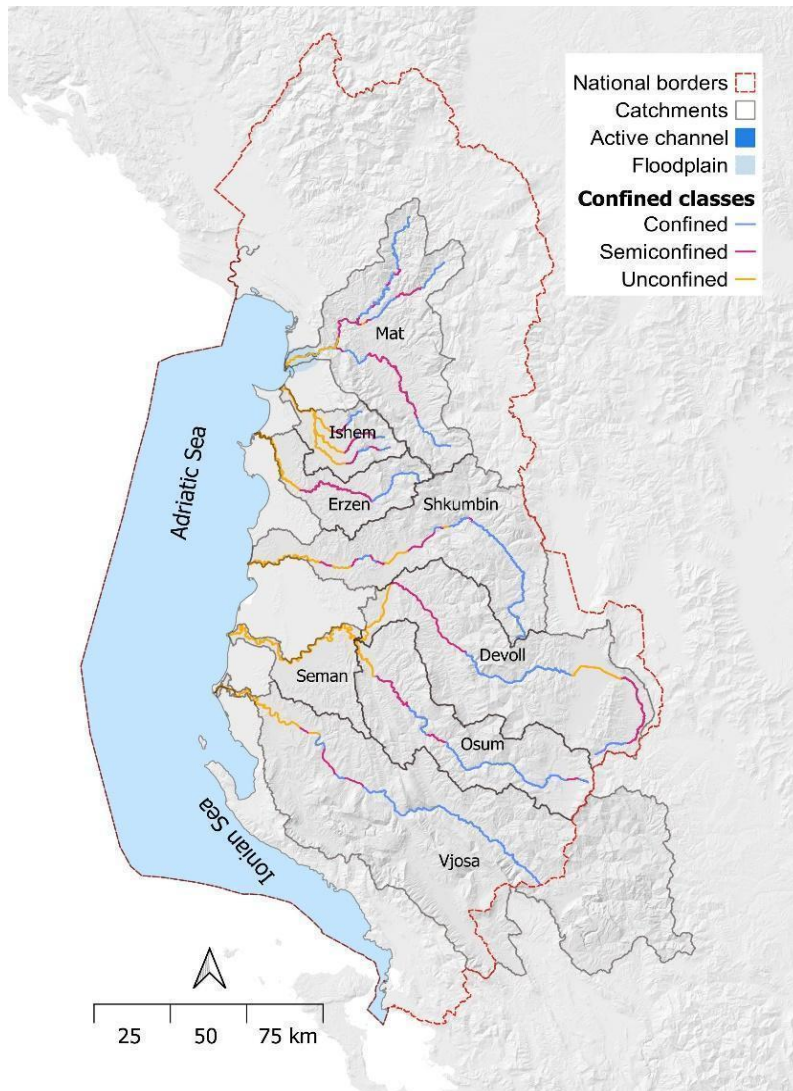 National borders
Catchments
Active channel
Floodplain
Confined classes
Confined
Semiconfined
Unconfined
Mat
Ishem
Erzen
Shkumbin
Adriatic Sea
Devoll
Seman
Osum
Ionian Sea
Vjosa
25 50 75 km